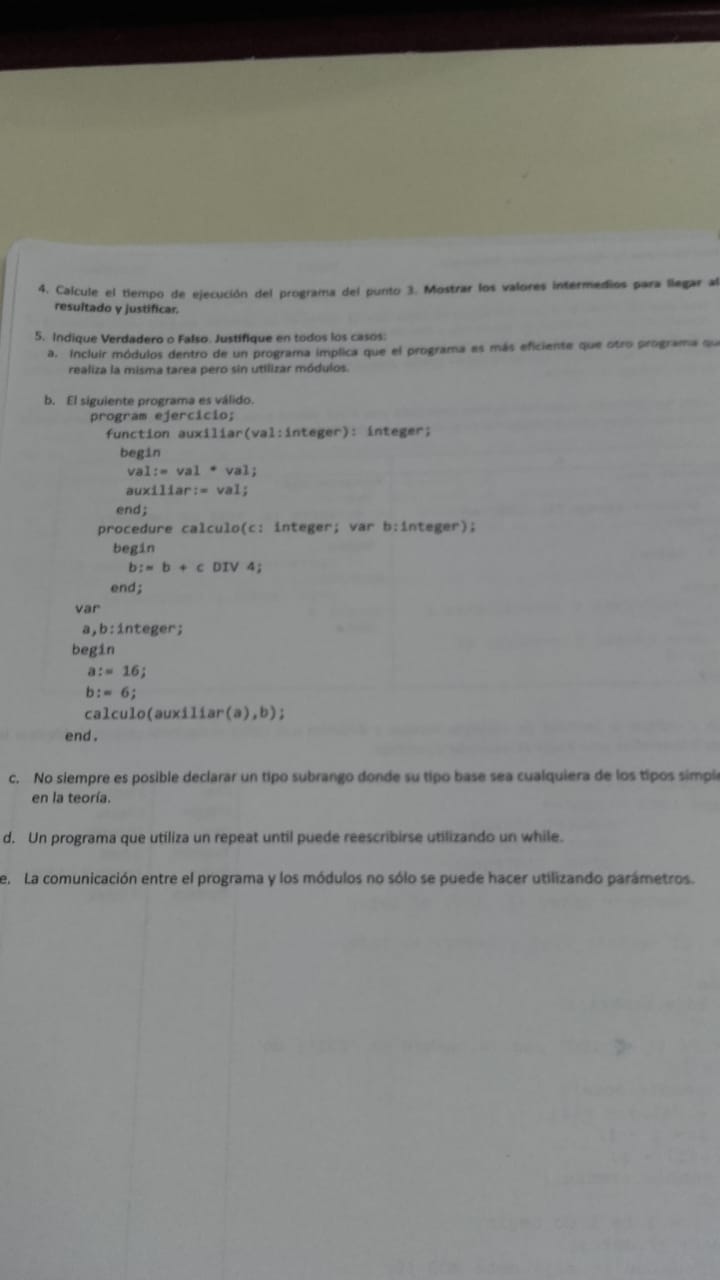 4. Calcule el tiempo de ejecución del programa del punto 3. Mostrar los valores intermedios para llegar al
resultado y justificar.
5. Indique Verdadero o Falso. Justifique en todos los casos:
a. Incluir módulos dentro de un programa implica que el programa es más eficiente que otro programa
realiza la misma tarea pero sin utilizar módulos.
b. El siguiente programa es válido.
program ejercicio;
function auxiliar(val:integer): integer;
begin
val:= val * val;
auxiliar:= val;
end;
procedure calculo(c: integer; var b:integer);
begin
b:= b + c DIV 4;
end;
var
a,b:integer;
begin
a:= 16;
b:= 6;
calculo(auxiliar(a),b);
end.
c. No siempre es posible declarar un tipo subrango donde su tipo base sea cualquiera de los tipos
en la teoría.
d. Un programa que utiliza un repeat until puede reescribirse utilizando un while.
e. La comunicación entre el programa y los módulos no sólo se puede hacer utilizando parámetros.